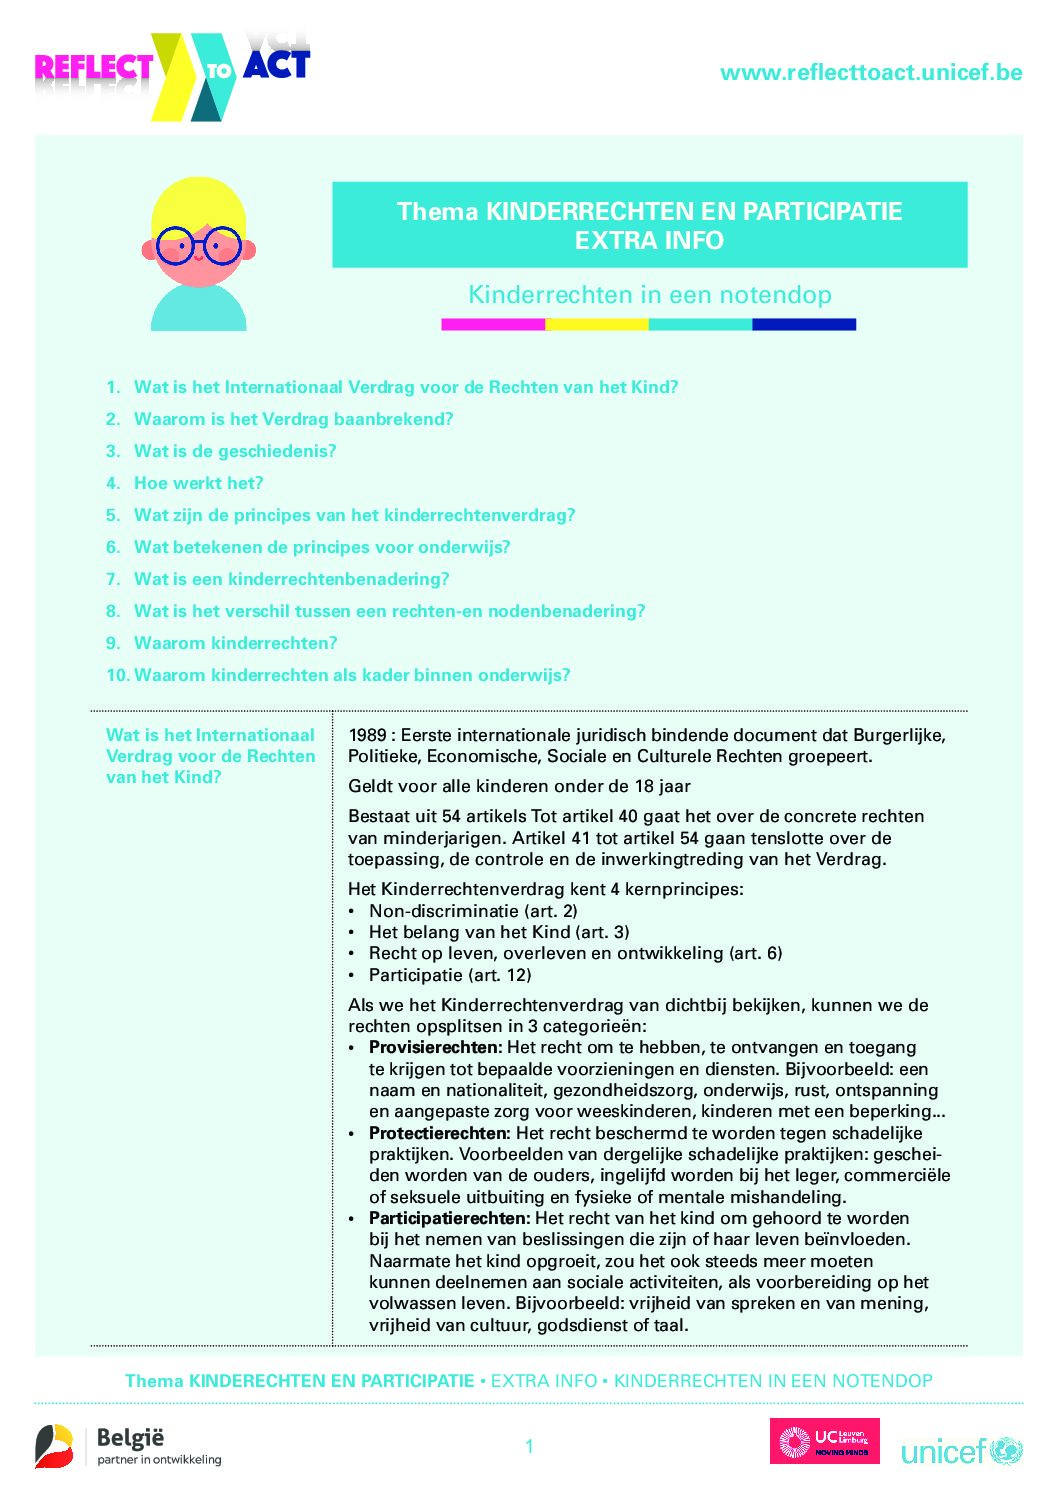 REFLECT TO ACT
www.reflecttoact.unicef.be
Thema KINDERRECHTEN EN PARTICIPATIE
EXTRA INFO
Kinderrechten in een notendop
1. Wat is het Internationaal Verdrag voor de Rechten van het Kind?
2. Waarom is het Verdrag baanbrekend?
3. Wat is de geschiedenis?
4. Hoe werkt het?
5. Wat zijn de principes van het kinderrechtenverdrag?
6. Wat betekenen de principes voor onderwijs?
7. Wat is een kinderrechtenbenadering?
8. Wat is het verschil tussen een rechten-en nodenbenadering?
9. Waarom kinderrechten?
10. Waarom kinderrechten als kader binnen onderwijs?
Wat is het Internationaal
Verdrag voor de Rechten
van het Kind?
1989 : Eerste internationale juridisch bindende document dat Burgerlijke,
Politieke, Economische, Sociale en Culturele Rechten groepeert.
Geldt voor alle kinderen onder de 18 jaar
Bestaat uit 54 artikels Tot artikel 40 gaat het over de concrete rechten
van minderjarigen. Artikel 41 tot artikel 54 gaan tenslotte over de
toepassing, de controle en de inwerkingtreding van het Verdrag.
Het Kinderrechtenverdrag kent 4 kernprincipes:
• Non-discriminatie (art. 2)
• Het belang van het Kind (art. 3)
• Recht op leven, overleven en ontwikkeling (art. 6)
• Participatie (art. 12)
Als we het Kinderrechtenverdrag van dichtbij bekijken, kunnen we de
rechten opsplitsen in 3 categorieën:
• Provisierechten: Het recht om te hebben, te ontvangen en toegang
te krijgen tot bepaalde voorzieningen en diensten. Bijvoorbeeld: een
naam en nationaliteit, gezondheidszorg, onderwijs, rust, ontspanning
en aangepaste zorg voor weeskinderen, kinderen met een beperking...
• Protectierechten: Het recht beschermd te worden tegen schadelijke
praktijken. Voorbeelden van dergelijke schadelijke praktijken: geschei-
den worden van de ouders, ingelijfd worden bij het leger, commerciële
of seksuele uitbuiting en fysieke of mentale mishandeling.
• Participatierechten: Het recht van het kind om gehoord te worden
bij het nemen van beslissingen die zijn of haar leven beïnvloeden.
Naarmate het kind opgroeit, zou het ook steeds meer moeten
kunnen deelnemen aan sociale activiteiten, als voorbereiding op het
volwassen leven. Bijvoorbeeld: vrijheid van spreken en van mening,
vrijheid van cultuur, godsdienst of taal.
Thema KINDERECHTEN EN PARTICIPATIE • EXTRA INFO • KINDERRECHTEN IN EEN NOTENDOP
België
partner in ontwikkeling
1
UC Leuven
Limburg
MOVING MINDS
unicef